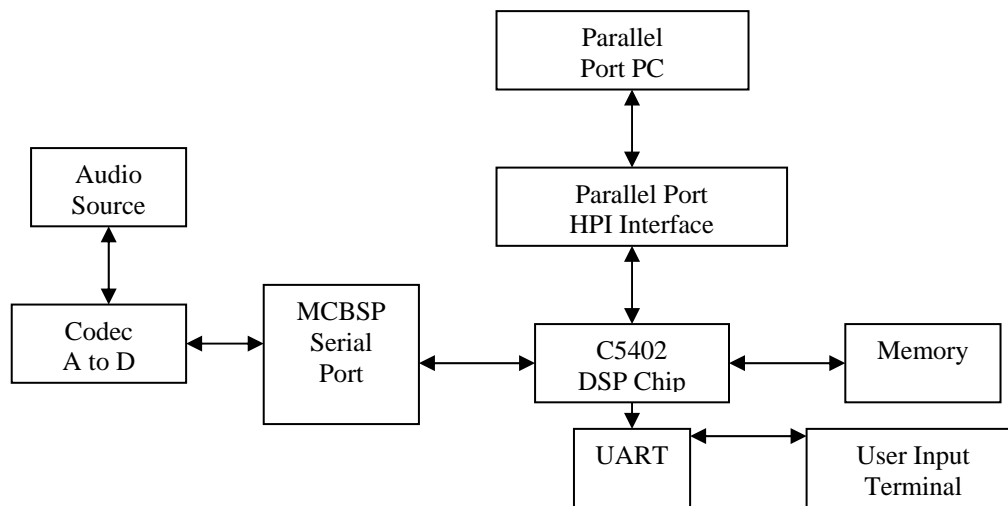 Parallel
Port PC
Audio
Source
Parallel Port
HPI Interface
MCBSP
Serial
Port
Codec
A to D
C5402
DSP Chip
Memory
UART
User Input
Terminal